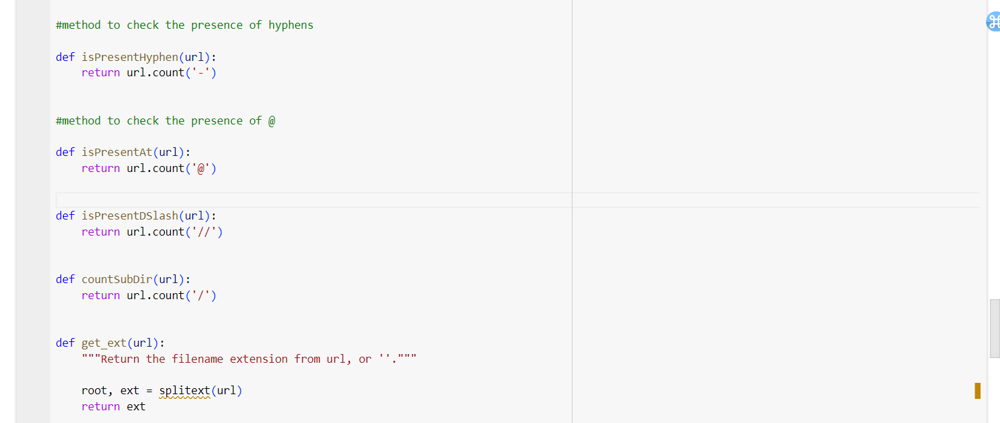 #method to check the presence of hyphens
def isPresentHyphen(url):
    return url.count('-')
#method to check the presence of @
def isPresentAt(url):
    return url.count('@')
def isPresentDSlash(url):
    return url.count('//')
def countSubDir(url):
    return url.count('/')
def get_ext(url):
    """Return the filename extension from url, or ''."""
    root, ext = splitext(url)
    return ext